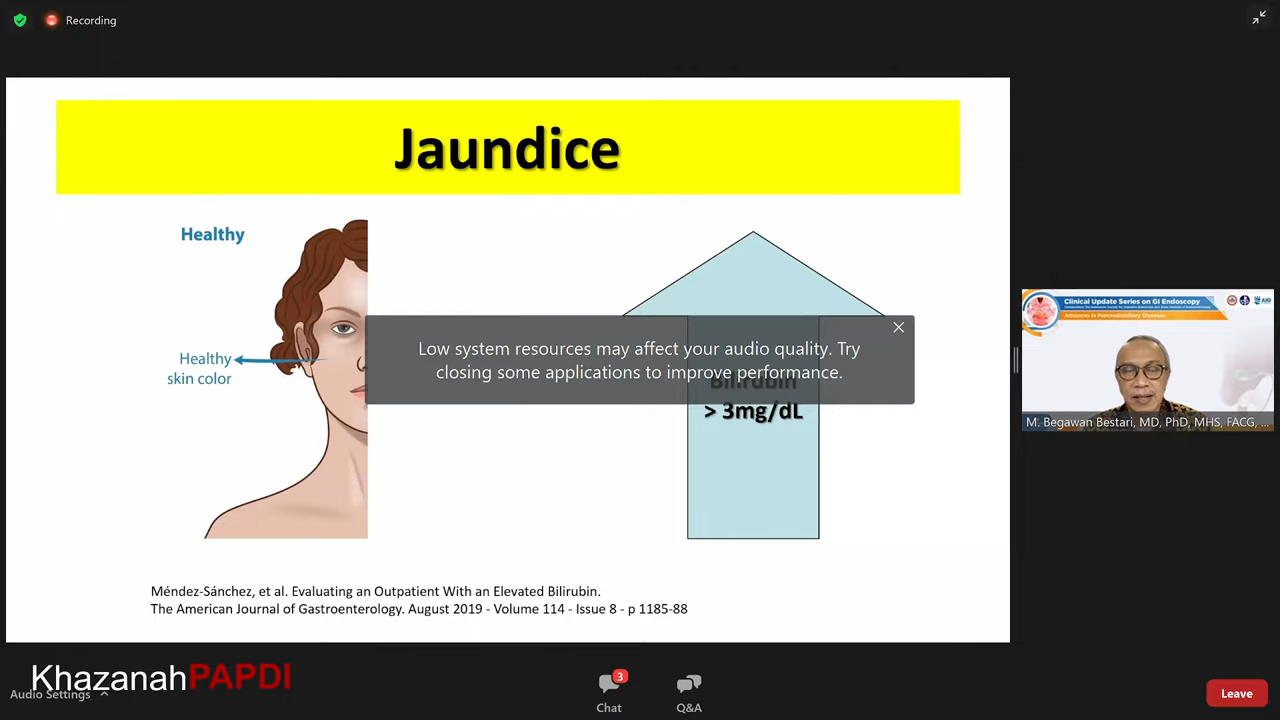 Recording
Jaundice
Healthy
Healthy
skin color
Low system resources may affect your audio quality. Try
closing some applications to improve performance.
Bilirubin
> 3mg/dL
Méndez-Sánchez, et al. Evaluating an Outpatient With an Elevated Bilirubin.
The American Journal of Gastroenterology. August 2019 - Volume 114 - Issue 8 - p 1185-88
Clinical Update Series on GI Endoscopy
Advances in Pancreatobiliary Diseases
AIG
M. Begawan Bestari, MD, PhD, MHS, FACG, ...
KhazanahPAPDI
Audio Settings
3
Chat
Q&A
Leave